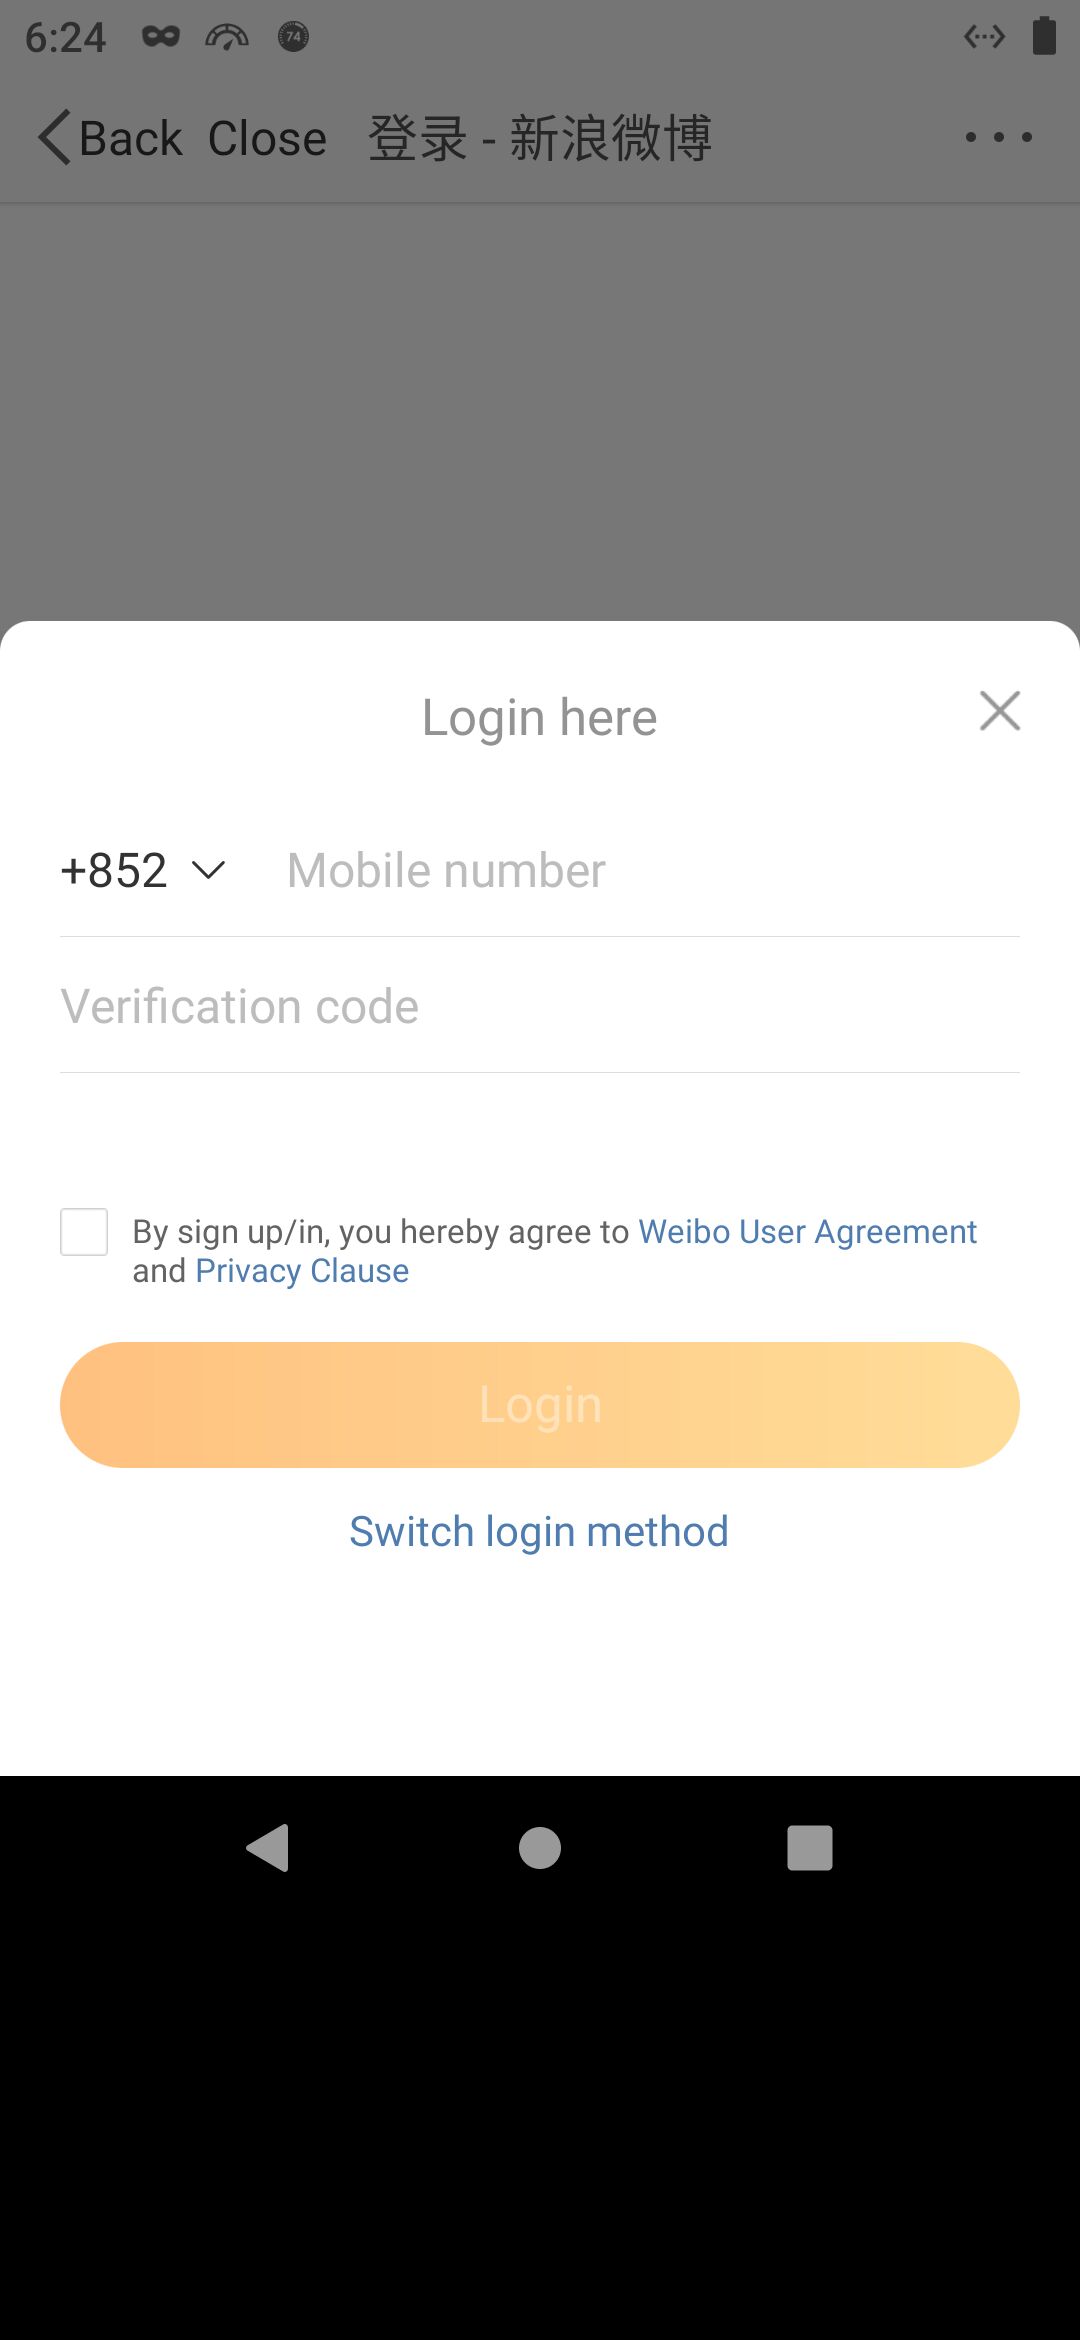 6:24
74
Back Close 登录 - 新浪微博
Login here
+852 Mobile number
Verification code
By sign up/in, you hereby agree to Weibo User Agreement
and Privacy Clause
Login
Switch login method